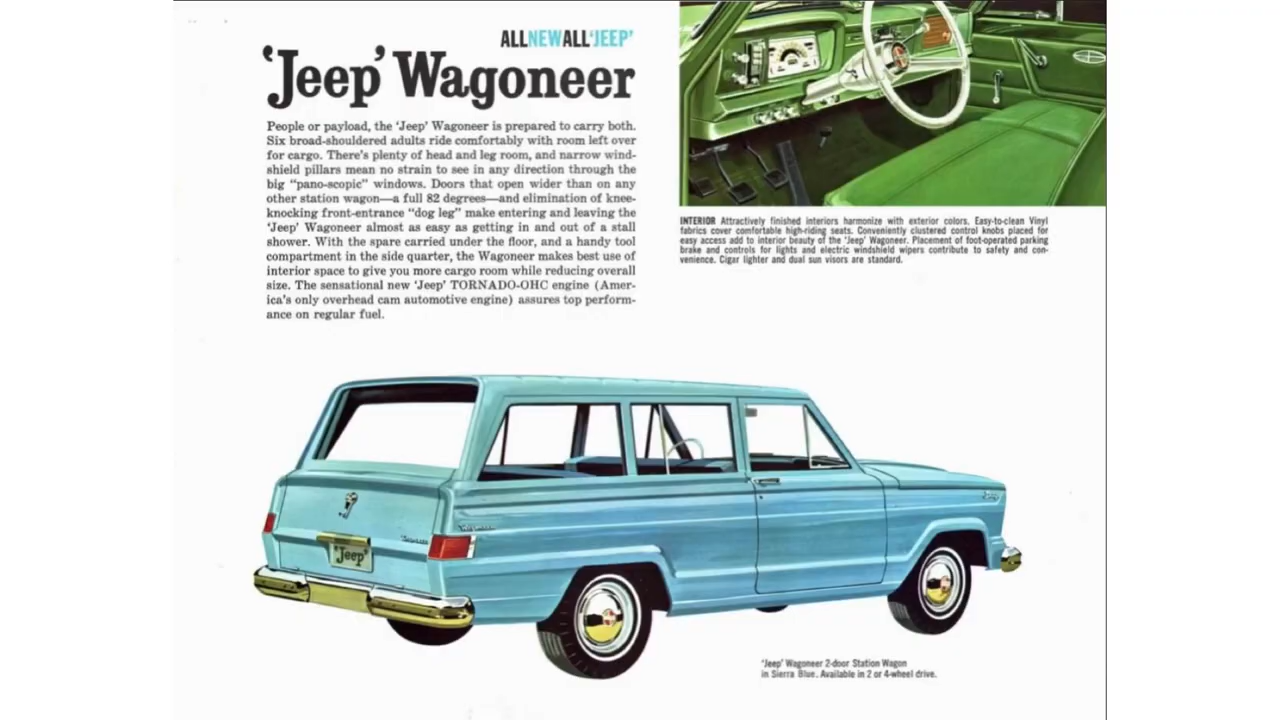 ALLNEWALL'JEEP'
'Jeep' Wagoneer
People or payload, the 'Jeep' Wagoneer is prepared to carry both.
Six broad-shouldered adults ride comfortably with room left over
for cargo. There's plenty of head and leg room, and narrow wind-
shield pillars mean no strain to see in any direction through the
big "pano-scopic" windows. Doors that open wider than on any
other station wagon—a full 82 degrees—and elimination of knee-
knocking front-entrance "dog leg" make entering and leaving the
'Jeep' Wagoneer almost as easy as getting in and out of a stall
shower. With the spare carried under the floor, and a handy tool
compartment in the side quarter, the Wagoneer makes best use of
interior space to give you more cargo room while reducing overall
size. The sensational new 'Jeep' TORNADO-OHC engine (Amer-
ica's only overhead cam automotive engine) assures top perform-
ance on regular fuel.
INTERIOR Attractively finished interiors harmonize with exterior colors. Easy-to-clean Vinyl
fabrics cover comfortable high-riding seats. Conveniently clustered control knobs placed for
easy access add to interior beauty of the 'Jeep' Wagoneer. Placement of foot-operated parking
brake and controls for lights and electric windshield wipers contribute to safety and con-
venience. Cigar lighter and dual sun visors are standard.
Jeep
Wagoneer
'Jeep'
'Jeep' Wagoneer 2-door Station Wagon
in Sierra Blue. Available in 2 or 4-wheel drive.